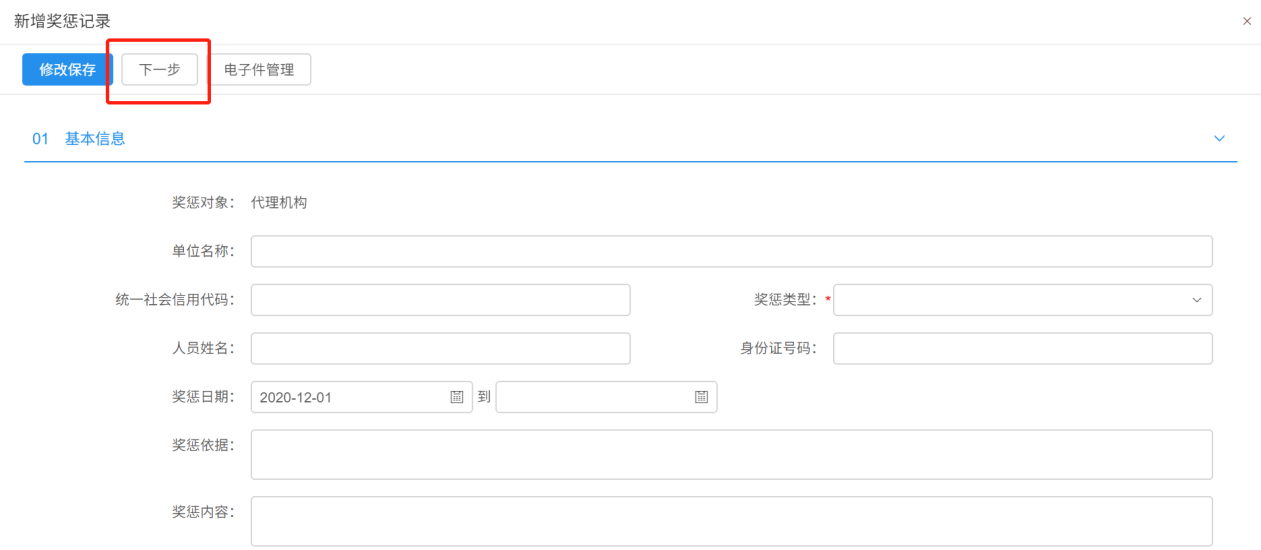 新增奖惩记录 ×
修改保存 下一步 电子件管理
01 基本信息
奖惩对象： 代理机构
单位名称：
统一社会信用代码： 奖惩类型：*
人员姓名： 身份证号码：
奖惩日期： 2020-12-01 到
奖惩依据：
奖惩内容：